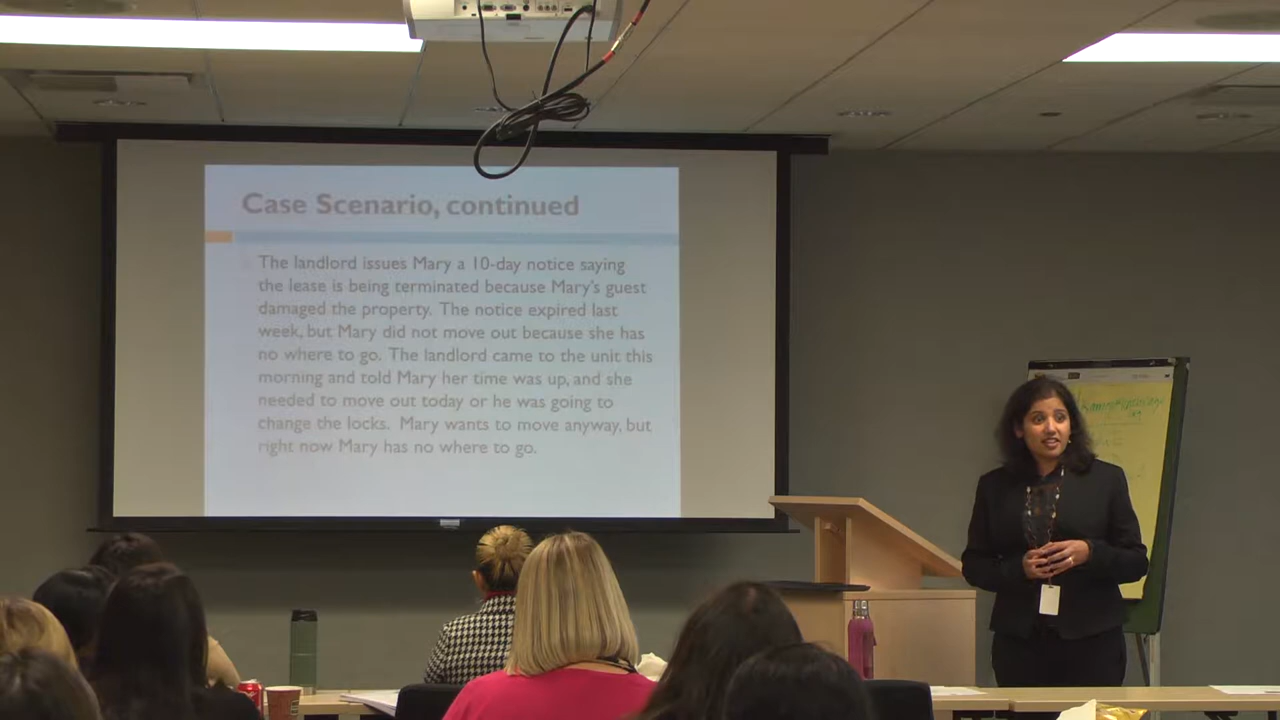 Case Scenario, continued
The landlord issues Mary a 10-day notice saying
the lease is being terminated because Mary's guest
damaged the property. The notice expired last
week, but Mary did not move out because she has
no where to go. The landlord came to the unit this
morning and told Mary her time was up, and she
needed to move out today or he was going to
change the locks. Mary wants to move anyway, but
right now Mary has no where to go.